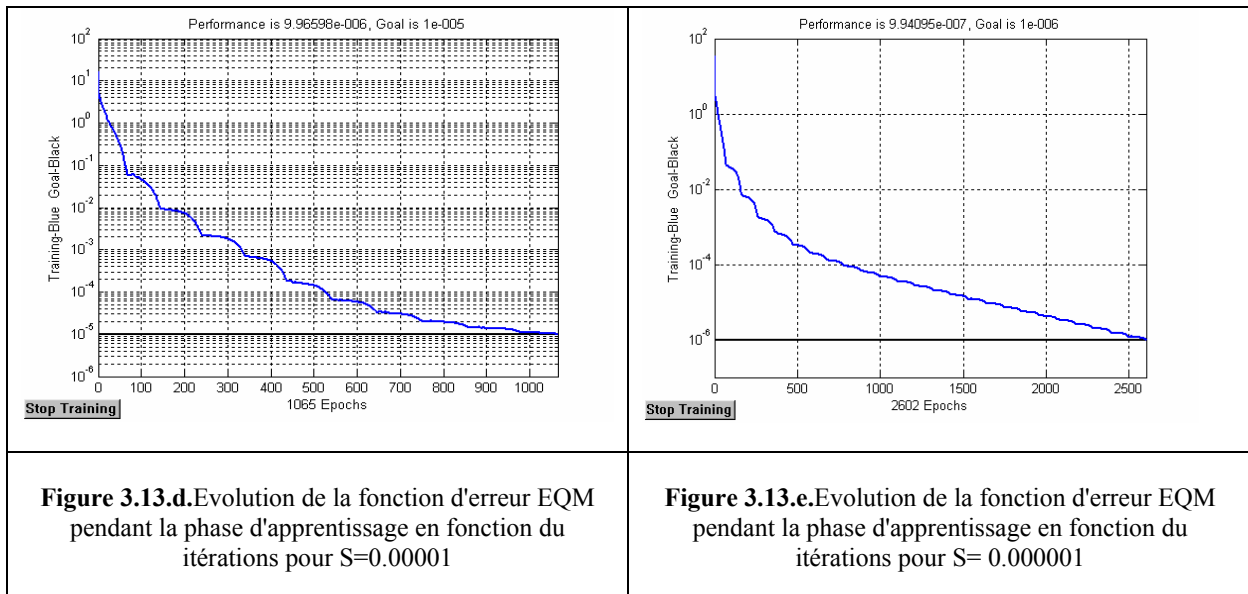 Performance is 9.96598e-006, Goal is 1e-005
10^2
10^1
10^0
10^-1
10^-2
10^-3
10^-4
10^-5
10^-6
Training-Blue Goal-Black
0 100 200 300 400 500 600 700 800 900 1000
1065 Epochs
Stop Training
Performance is 9.94095e-007, Goal is 1e-006
10^2
10^0
10^-2
10^-4
10^-6
Training-Blue Goal-Black
0 500 1000 1500 2000 2500
2602 Epochs
Stop Training
Figure 3.13.d.Evolution de la fonction d'erreur EQM
pendant la phase d'apprentissage en fonction du
itérations pour S=0.00001
Figure 3.13.e.Evolution de la fonction d'erreur EQM
pendant la phase d'apprentissage en fonction du
itérations pour S= 0.000001